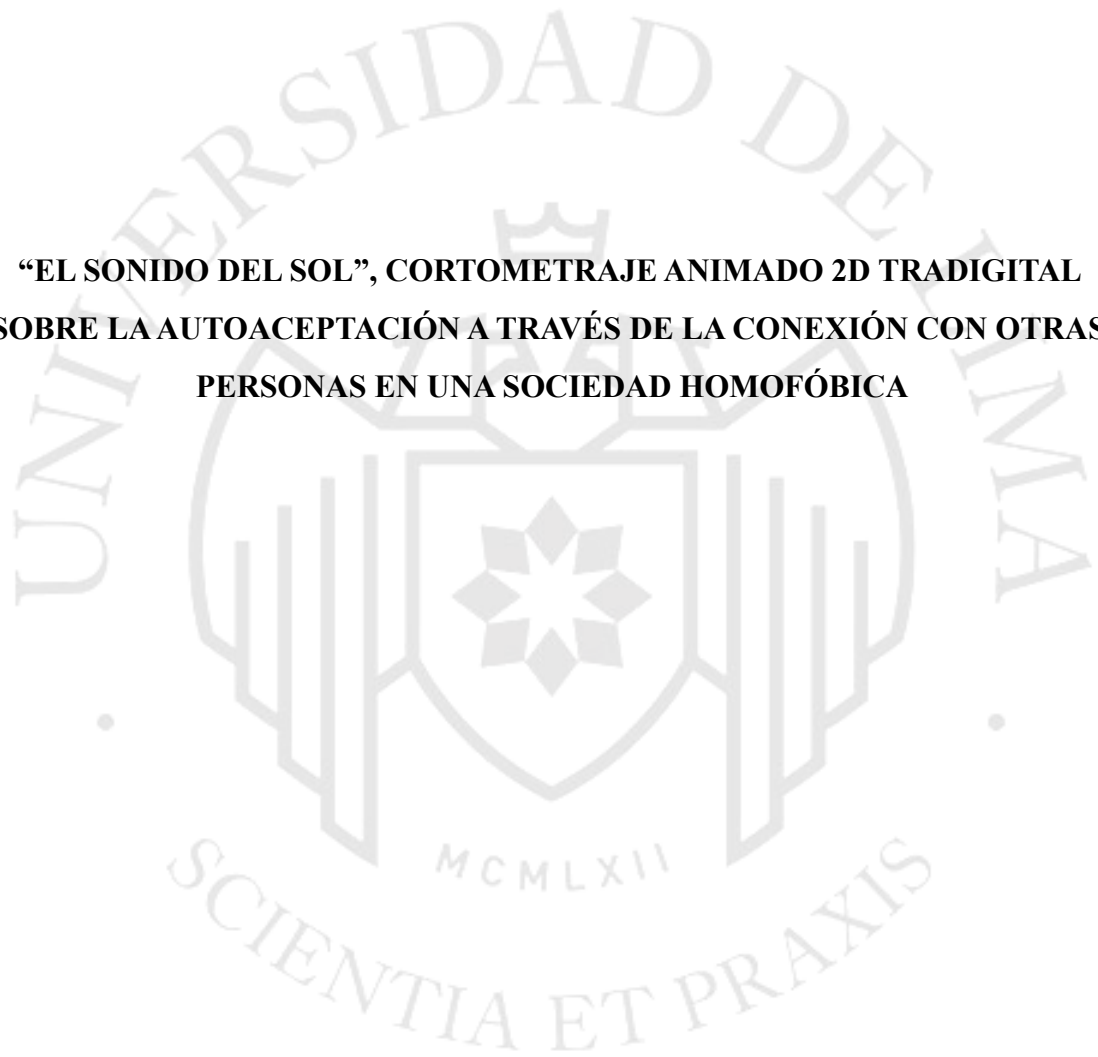 UNIVERSIDAD DE LIMA
“EL SONIDO DEL SOL”, CORTOMETRAJE ANIMADO 2D TRADIGITAL
SOBRE LA AUTOACEPTACIÓN A TRAVÉS DE LA CONEXIÓN CON OTRAS
PERSONAS EN UNA SOCIEDAD HOMOFÓBICA
MCMLXII
SCIENTIA ET PRAXIS